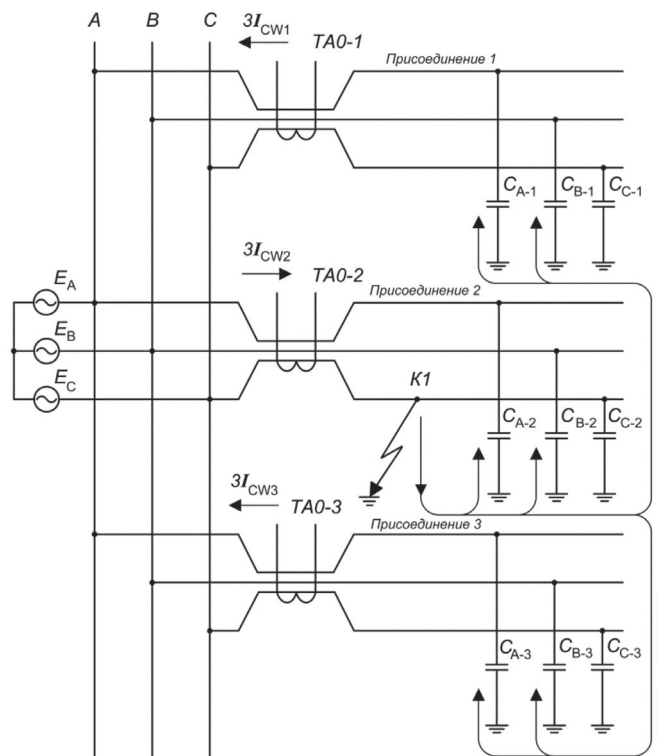 A B C
3I CW1 TA0-1
Присоединение 1
C A-1 C B-1 C C-1
3I CW2 TA0-2
Присоединение 2
E A
E B
E C
K1
C A-2 C B-2 C C-2
3I CW3 TA0-3
Присоединение 3
C A-3 C B-3 C C-3